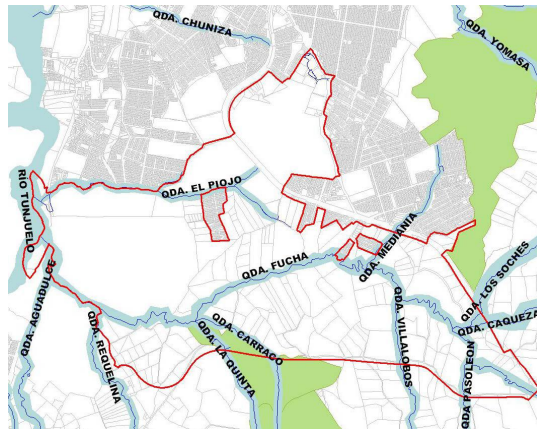 QDA. CHUNIZA
QDA. YOMASA
QDA. EL PIOJO
RIO TUNJUELO
QDA. MEDIANIA
QDA. FUCHA
QDA. LOS SOCHES
QDA. AGUADULCE
QDA. REQUELINA
QDA. CARRACO
QDA. LA QUINTA
QDA. VILLALOBOS
QDA. CAQUEZA
QDA PASOLEON